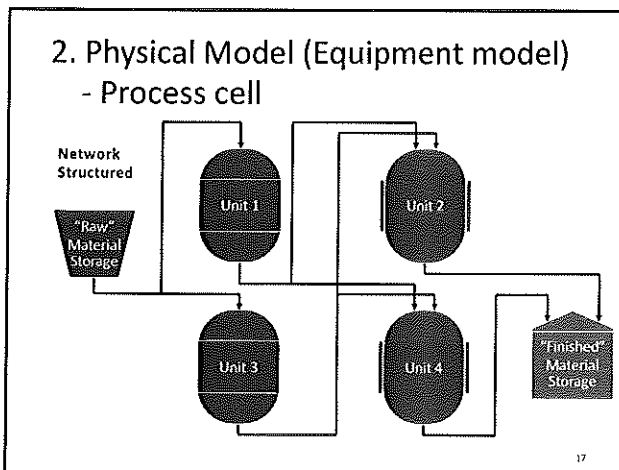 2. Physical Model (Equipment model)
- Process cell
Network
Structured
"Raw"
Material
Storage
Unit 1
Unit 2
Unit 3
Unit 4
"Finished"
Material
Storage
17